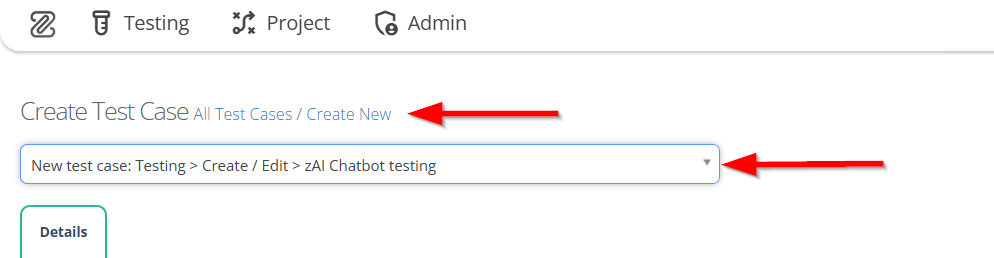 Testing Project Admin
Create Test Case All Test Cases / Create New
New test case: Testing > Create / Edit > zAI Chatbot testing
Details